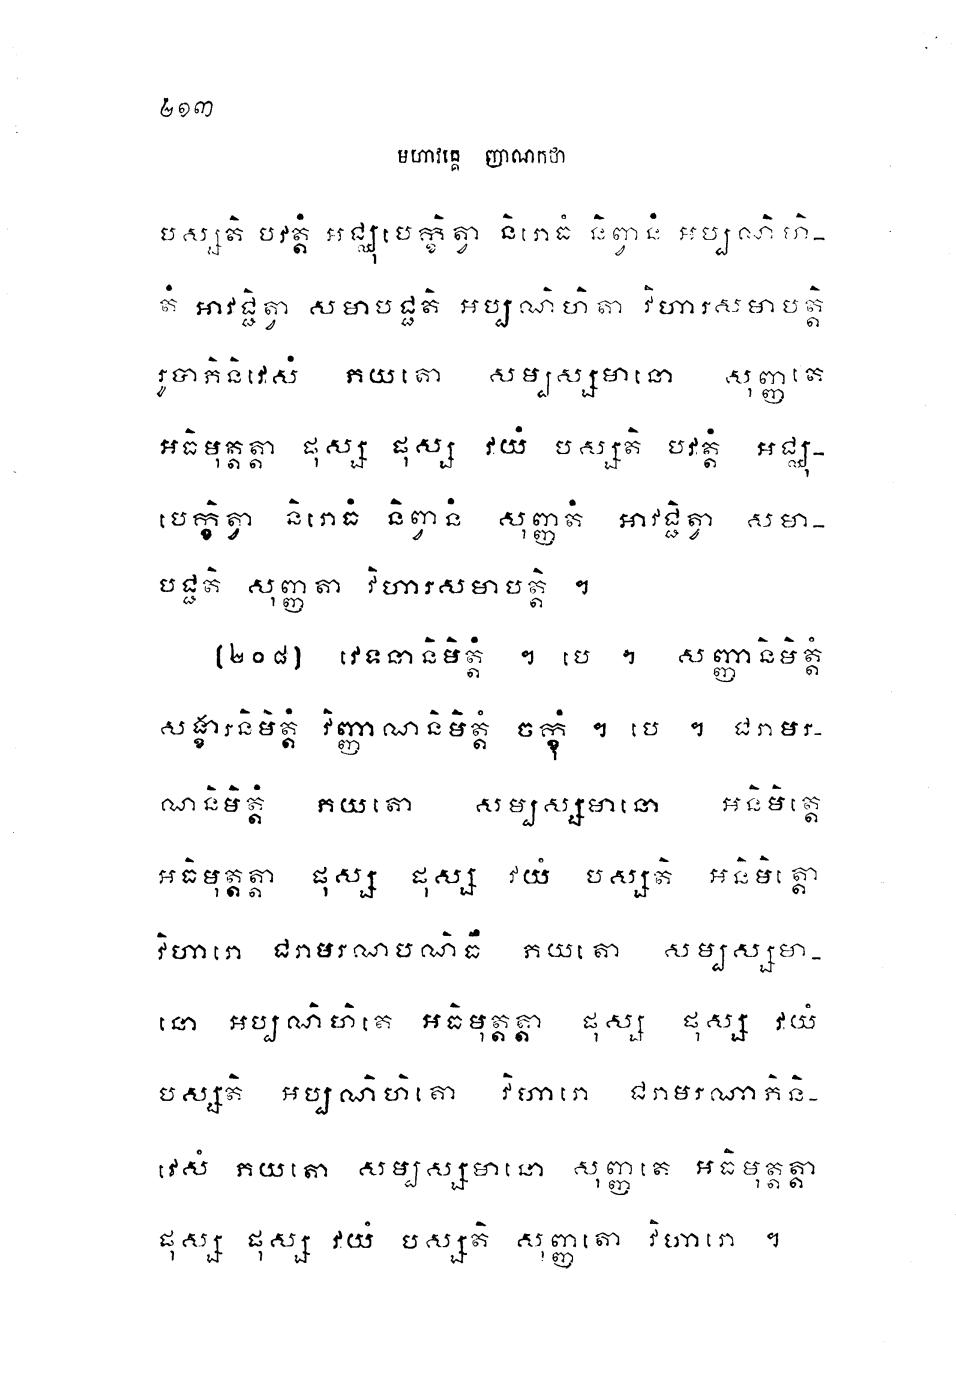 ២១៣
មហាវគ្គេ ញាណកថា
បស្សតិ បវត្តំ អជ្ឈុបេក្ខិត្វា និរោធំ និព្វានំ អប្បណិហិ-
តំ អាវជ្ជិត្វា សមាបជ្ជតិ អប្បណិហិតា វិហារសមាបត្តិ
រូបាភិនិវេសំ ភយតោ សម្បស្សមានោ សុញ្ញតេ
អធិមុត្តត្តា ផុស្ស ផុស្ស វយំ បស្សតិ បវត្តំ អជ្ឈុ-
បេក្ខិត្វា និរោធំ និព្វានំ សុញ្ញតំ អាវជ្ជិត្វា សមា-
បជ្ជតិ សុញ្ញតា វិហារសមាបត្តិ ។
(២០៨) វេទនានិមិត្តំ ។ បេ ។ សញ្ញានិមិត្តំ
សង្ខារនិមិត្តំ វិញ្ញាណនិមិត្តំ ចក្ខុំ ។ បេ ។ ជរាមរ-
ណនិមិត្តំ ភយតោ សម្បស្សមានោ អនិមិត្តេ
អធិមុត្តត្តា ផុស្ស ផុស្ស វយំ បស្សតិ អនិមិត្តោ
វិហារោ ជរាមរណបណិធឹ ភយតោ សម្បស្សមា-
នោ អប្បណិហិតេ អធិមុត្តត្តា ផុស្ស ផុស្ស វយំ
បស្សតិ អប្បណិហិតោ វិហារោ ជរាមរណាភិនិ-
វេសំ ភយតោ សម្បស្សមានោ សុញ្ញតេ អធិមុត្តត្តា
ផុស្ស ផុស្ស វយំ បស្សតិ សុញ្ញតោ វិហារោ ។